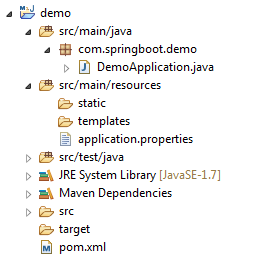 demo
src/main/java
com.springboot.demo
DemoApplication.java
src/main/resources
static
templates
application.properties
src/test/java
JRE System Library [JavaSE-1.7]
Maven Dependencies
src
target
pom.xml